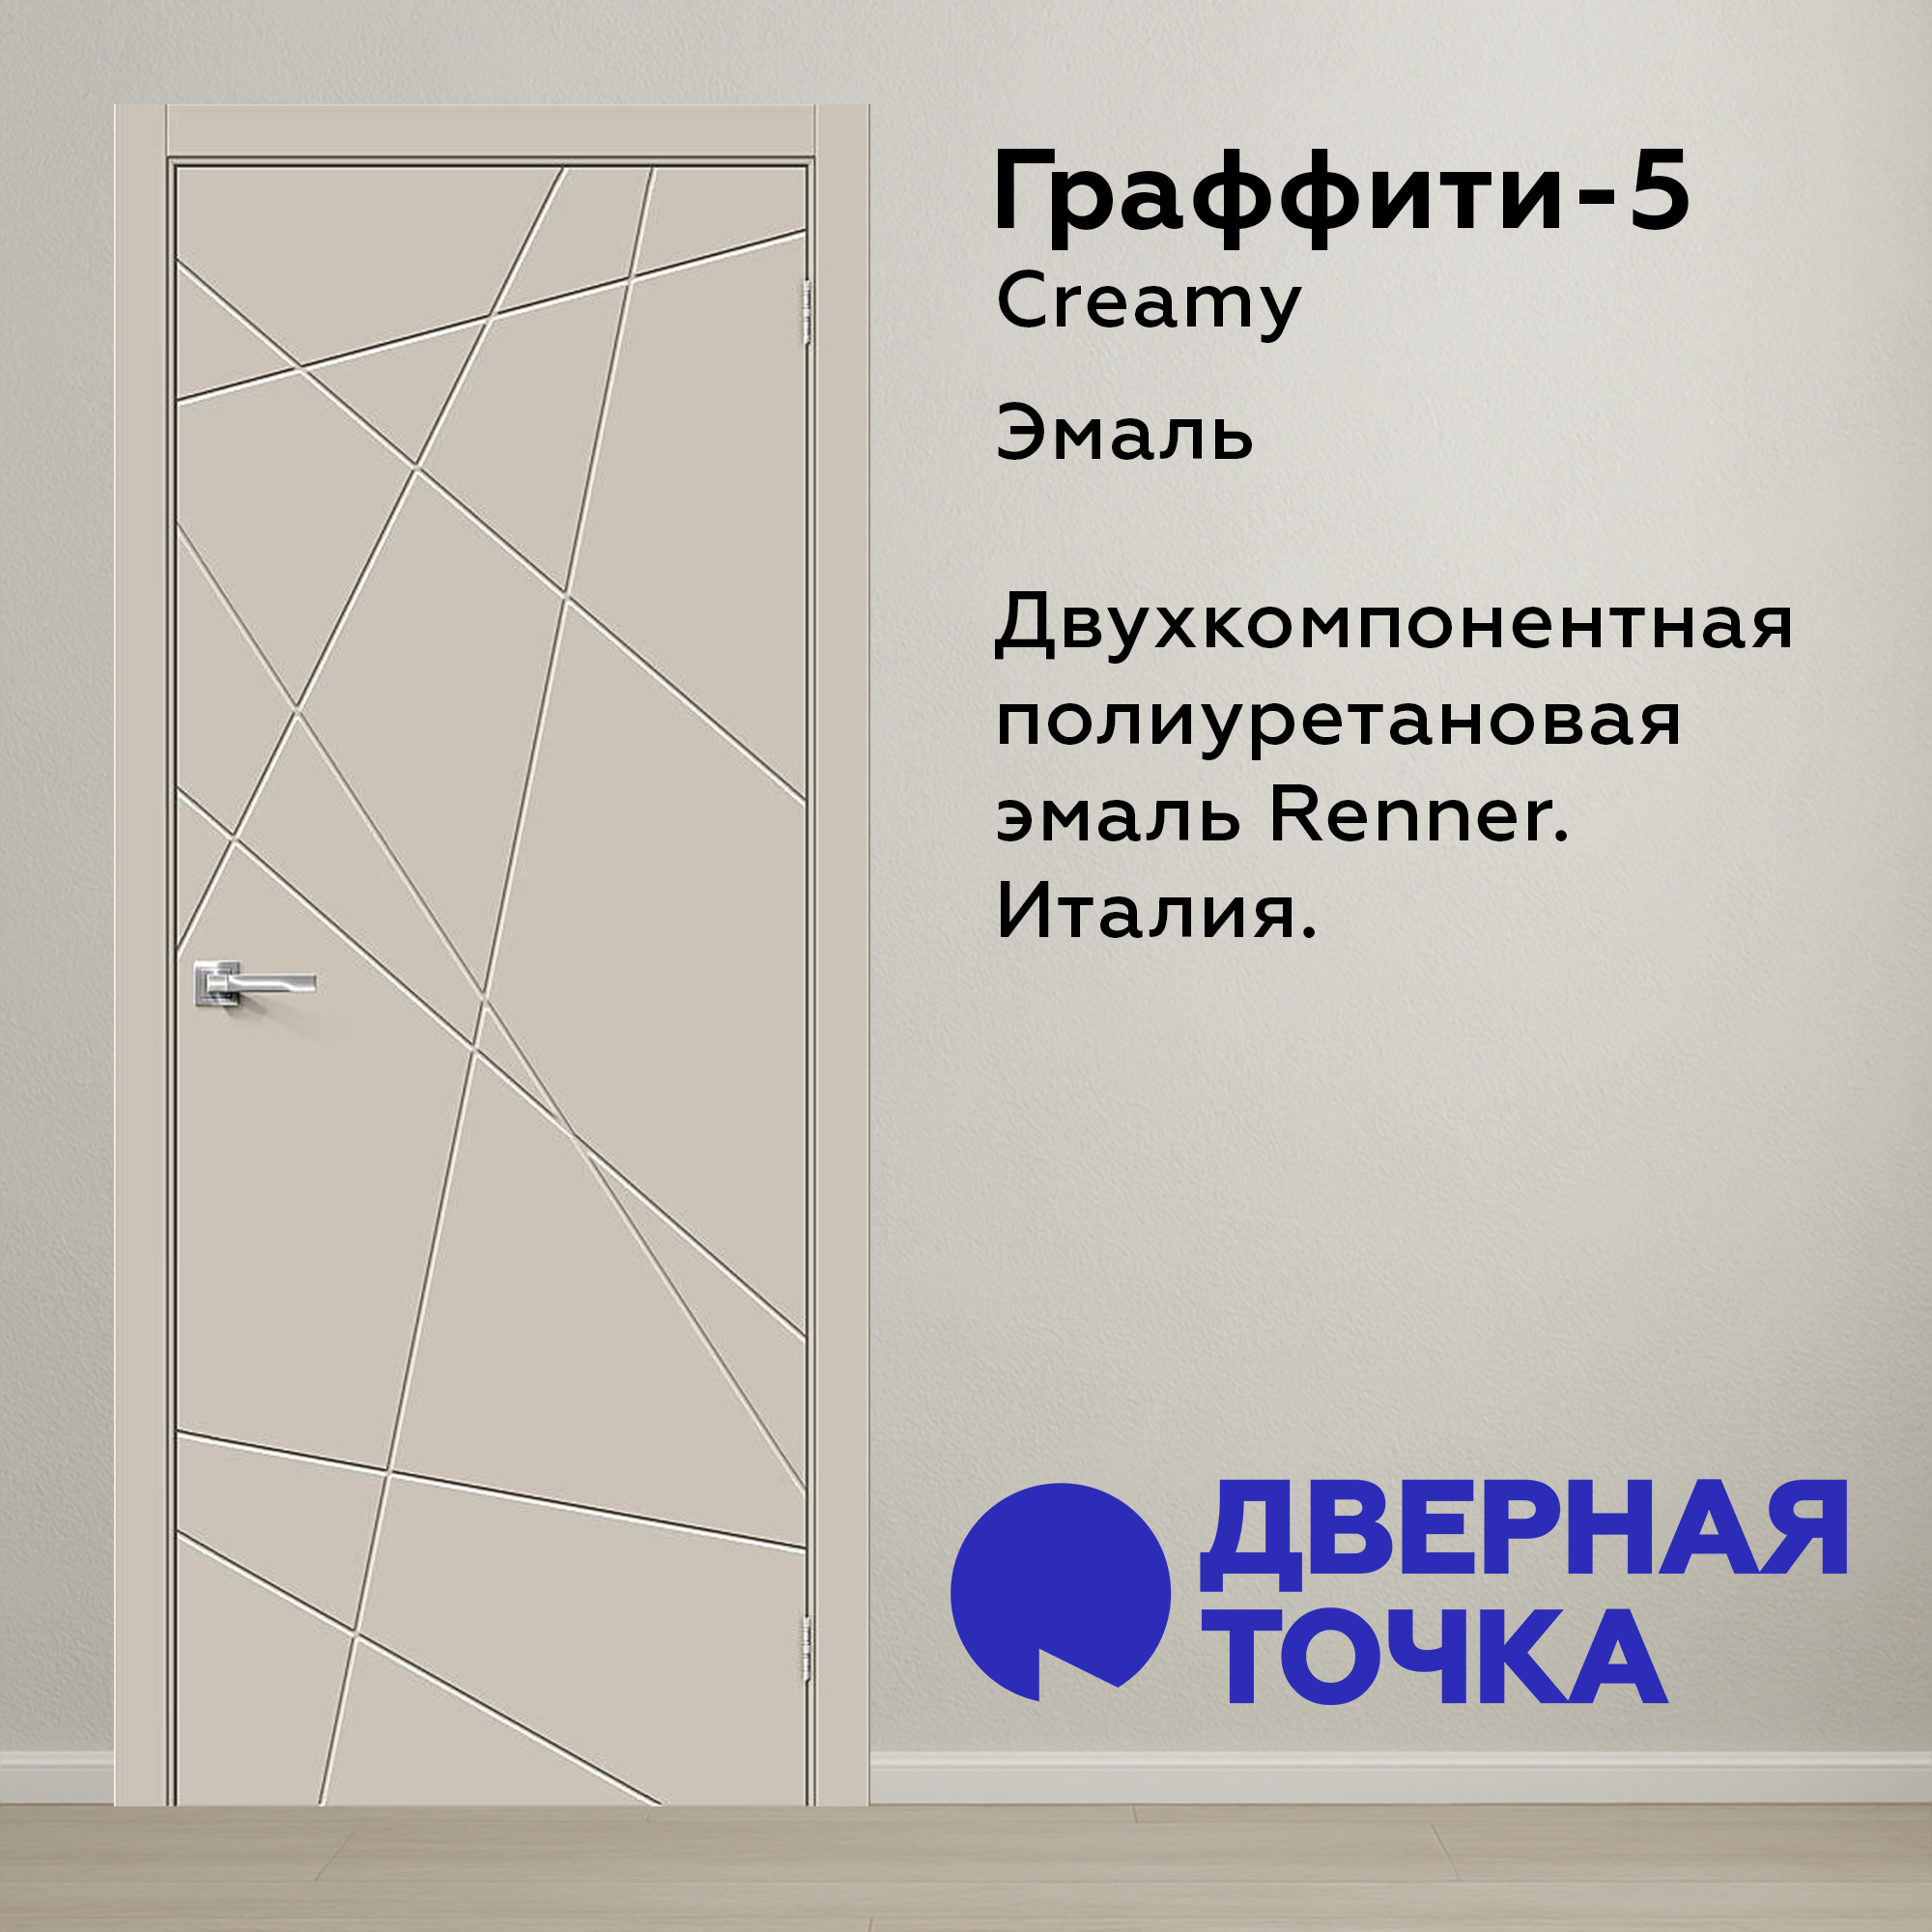 Граффити-5
Creamy
Эмаль
Двухкомпонентная
полиуретановая
эмаль Renner.
Италия.
ДВЕРНАЯ
ТОЧКА